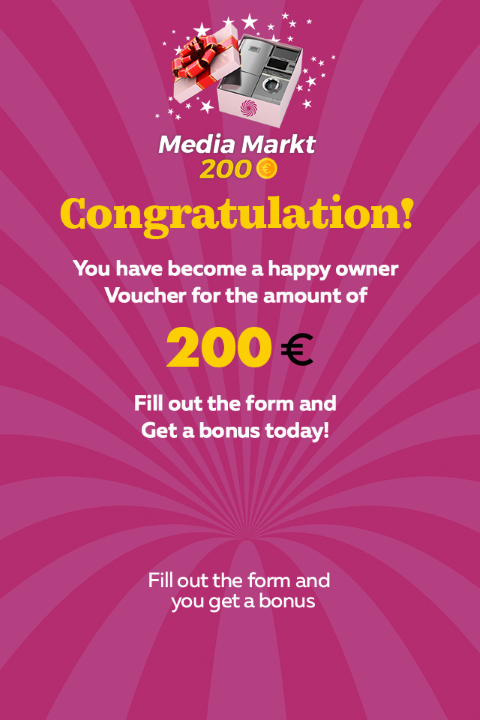 Media Markt
200 €
Congratulation!
You have become a happy owner
Voucher for the amount of
200 €
Fill out the form and
Get a bonus today!
Fill out the form and
you get a bonus